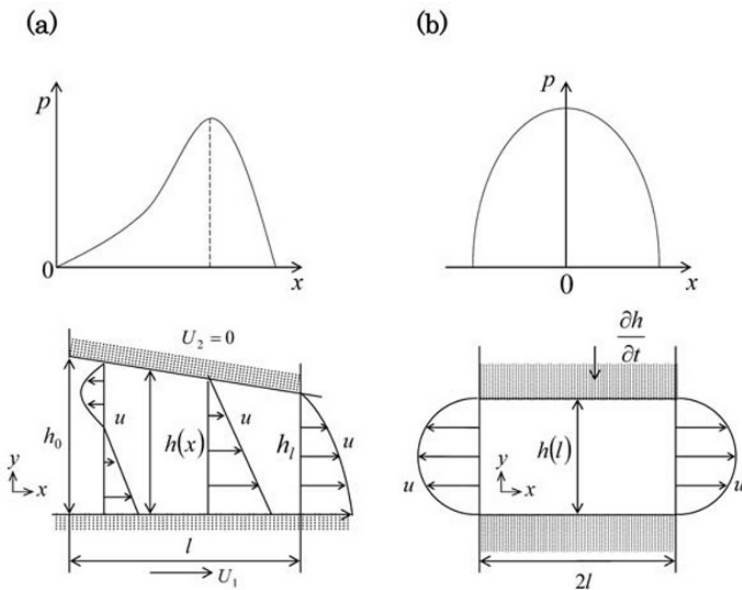 (a)
p
0
x
U₂ = 0
h₀
u
h(x)
u
hₗ
u
y
x
l
U₁
(b)
p
0
x
∂h
∂t
u
h(l)
u
y
x
2l